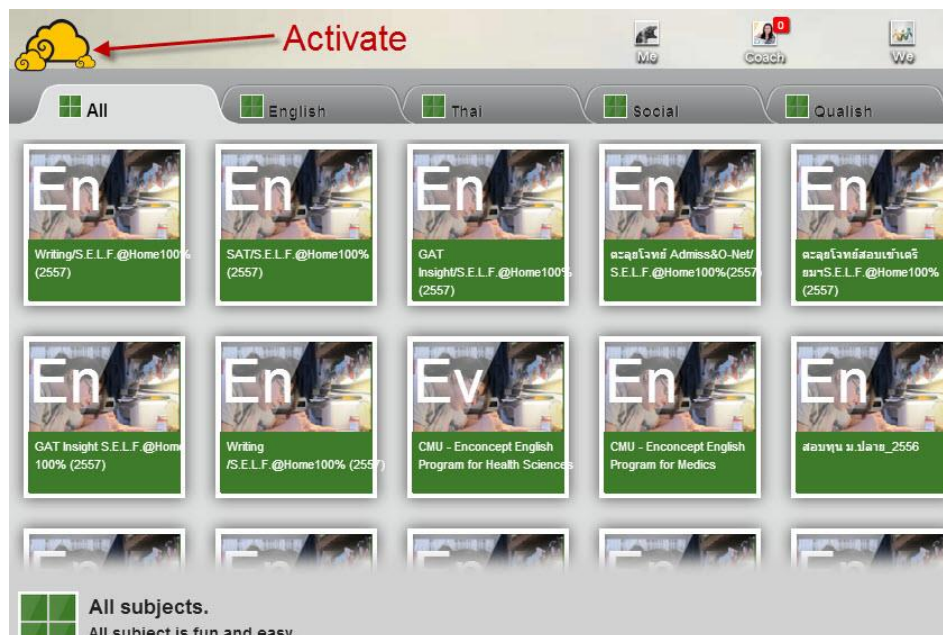 Activate
Me
0
Coach
We
All
English
Thai
Social
Qualish
En
Writing/S.E.L.F.@Home100%
(2557)
En
SAT/S.E.L.F.@Home100%
(2557)
En
GAT
Insight/S.E.L.F.@Home100%
(2557)
En
ตะลุยโจทย์ Admiss&O-Net/
S.E.L.F.@Home100%(2557)
En
ตะลุยโจทย์สอบเข้าเตรี
ยมฯS.E.L.F.@Home100%
(2557)
En
GAT Insight S.E.L.F.@Home
100% (2557)
En
Writing
/S.E.L.F.@Home100% (2557)
Ev
CMU - Enconcept English
Program for Health Sciences
En
CMU - Enconcept English
Program for Medics
En
สอบทุน ม.ปลาย_2556
All subjects.
All subject is fun and easy